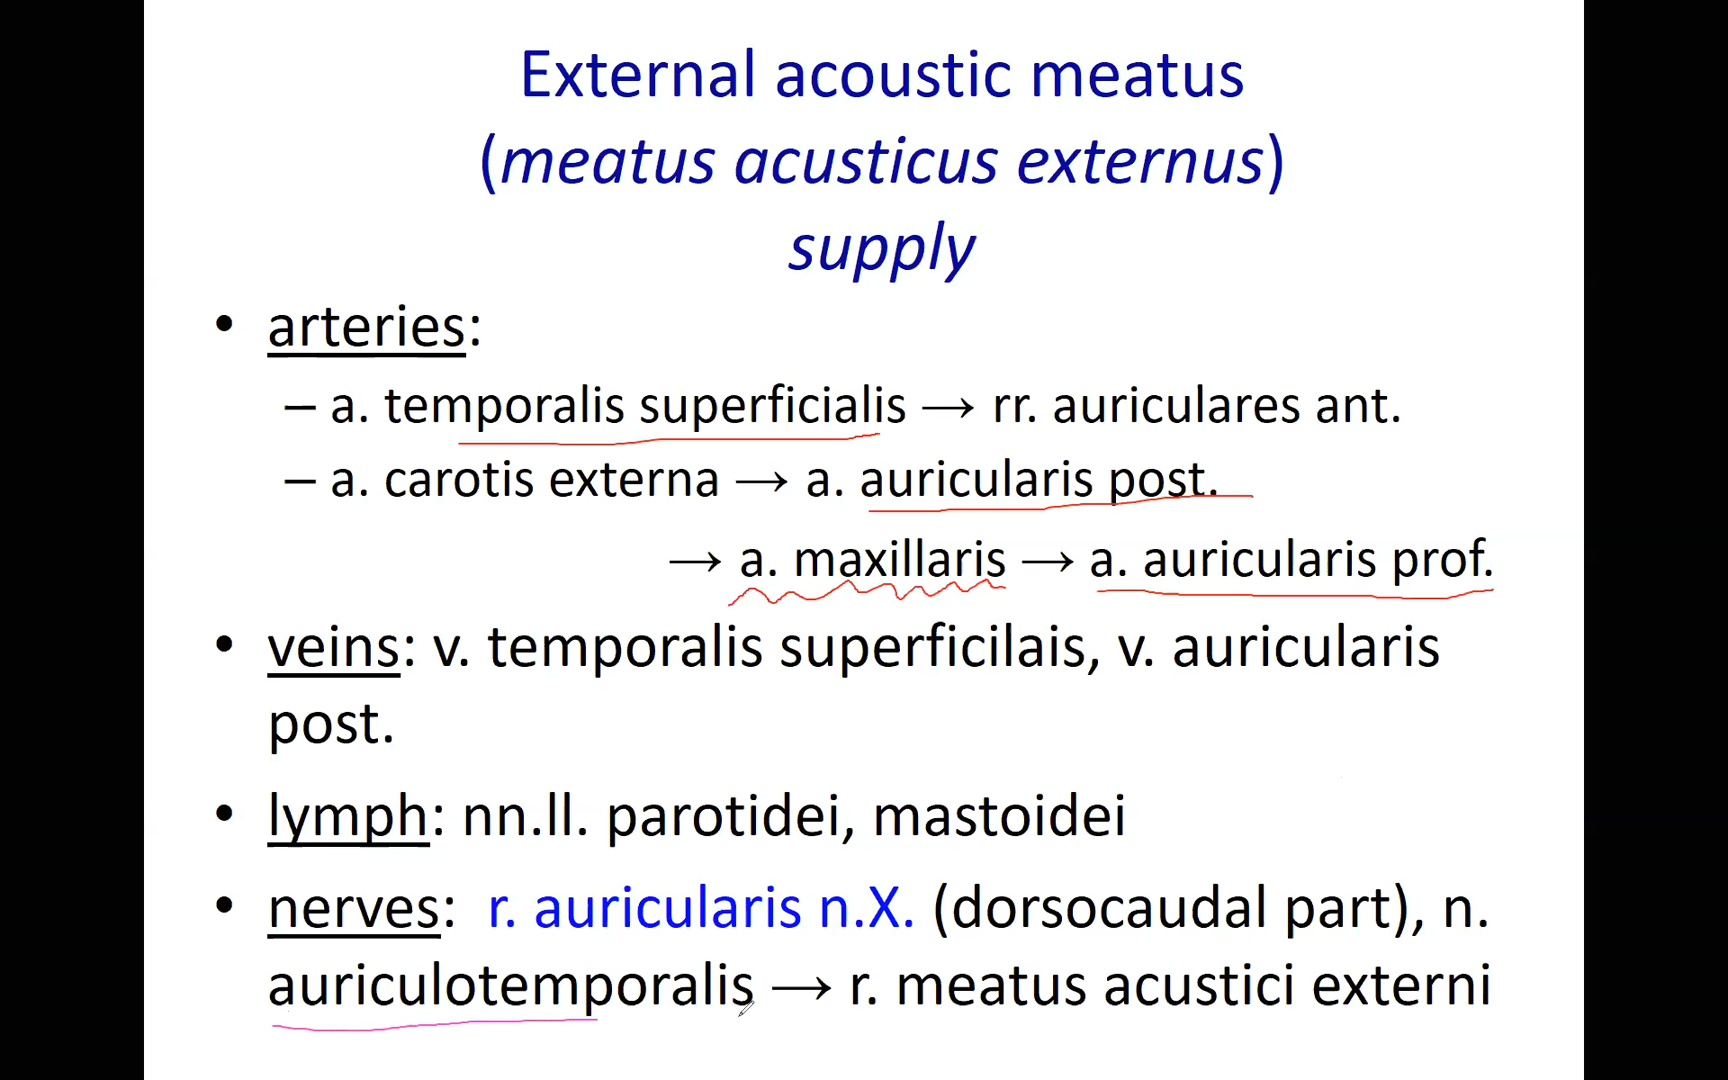 External acoustic meatus
(meatus acusticus externus)
supply
• arteries:
– a. temporalis superficialis → rr. auriculares ant.
– a. carotis externa → a. auricularis post.
→ a. maxillaris → a. auricularis prof.
• veins: v. temporalis superficilais, v. auricularis
post.
• lymph: nn.ll. parotidei, mastoidei
• nerves: r. auricularis n.X. (dorsocaudal part), n.
auriculotemporalis → r. meatus acustici externi